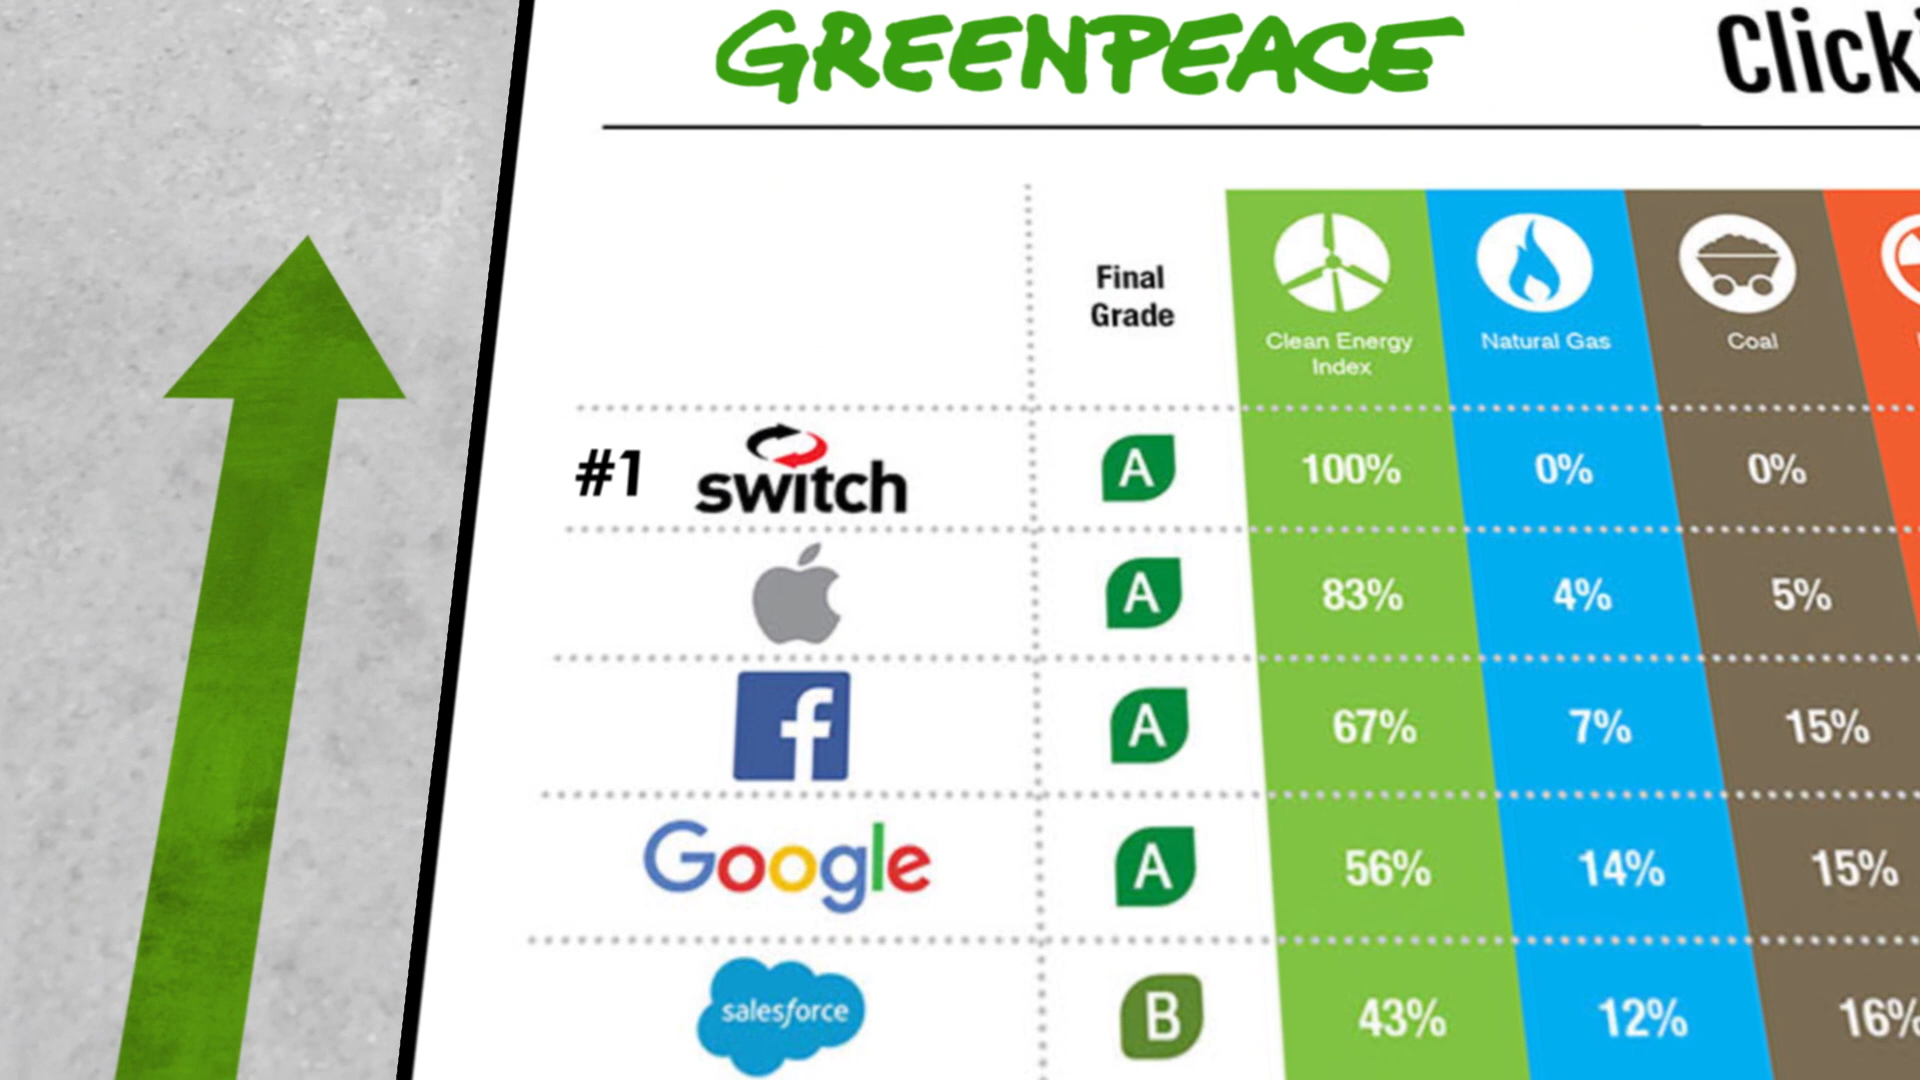 GREENPEACE
Click
Final
Grade
Clean Energy
Index
Natural Gas
Coal
#1 switch A 100% 0% 0%
A 83% 4% 5%
f A 67% 7% 15%
Google A 56% 14% 15%
salesforce B 43% 12% 16%